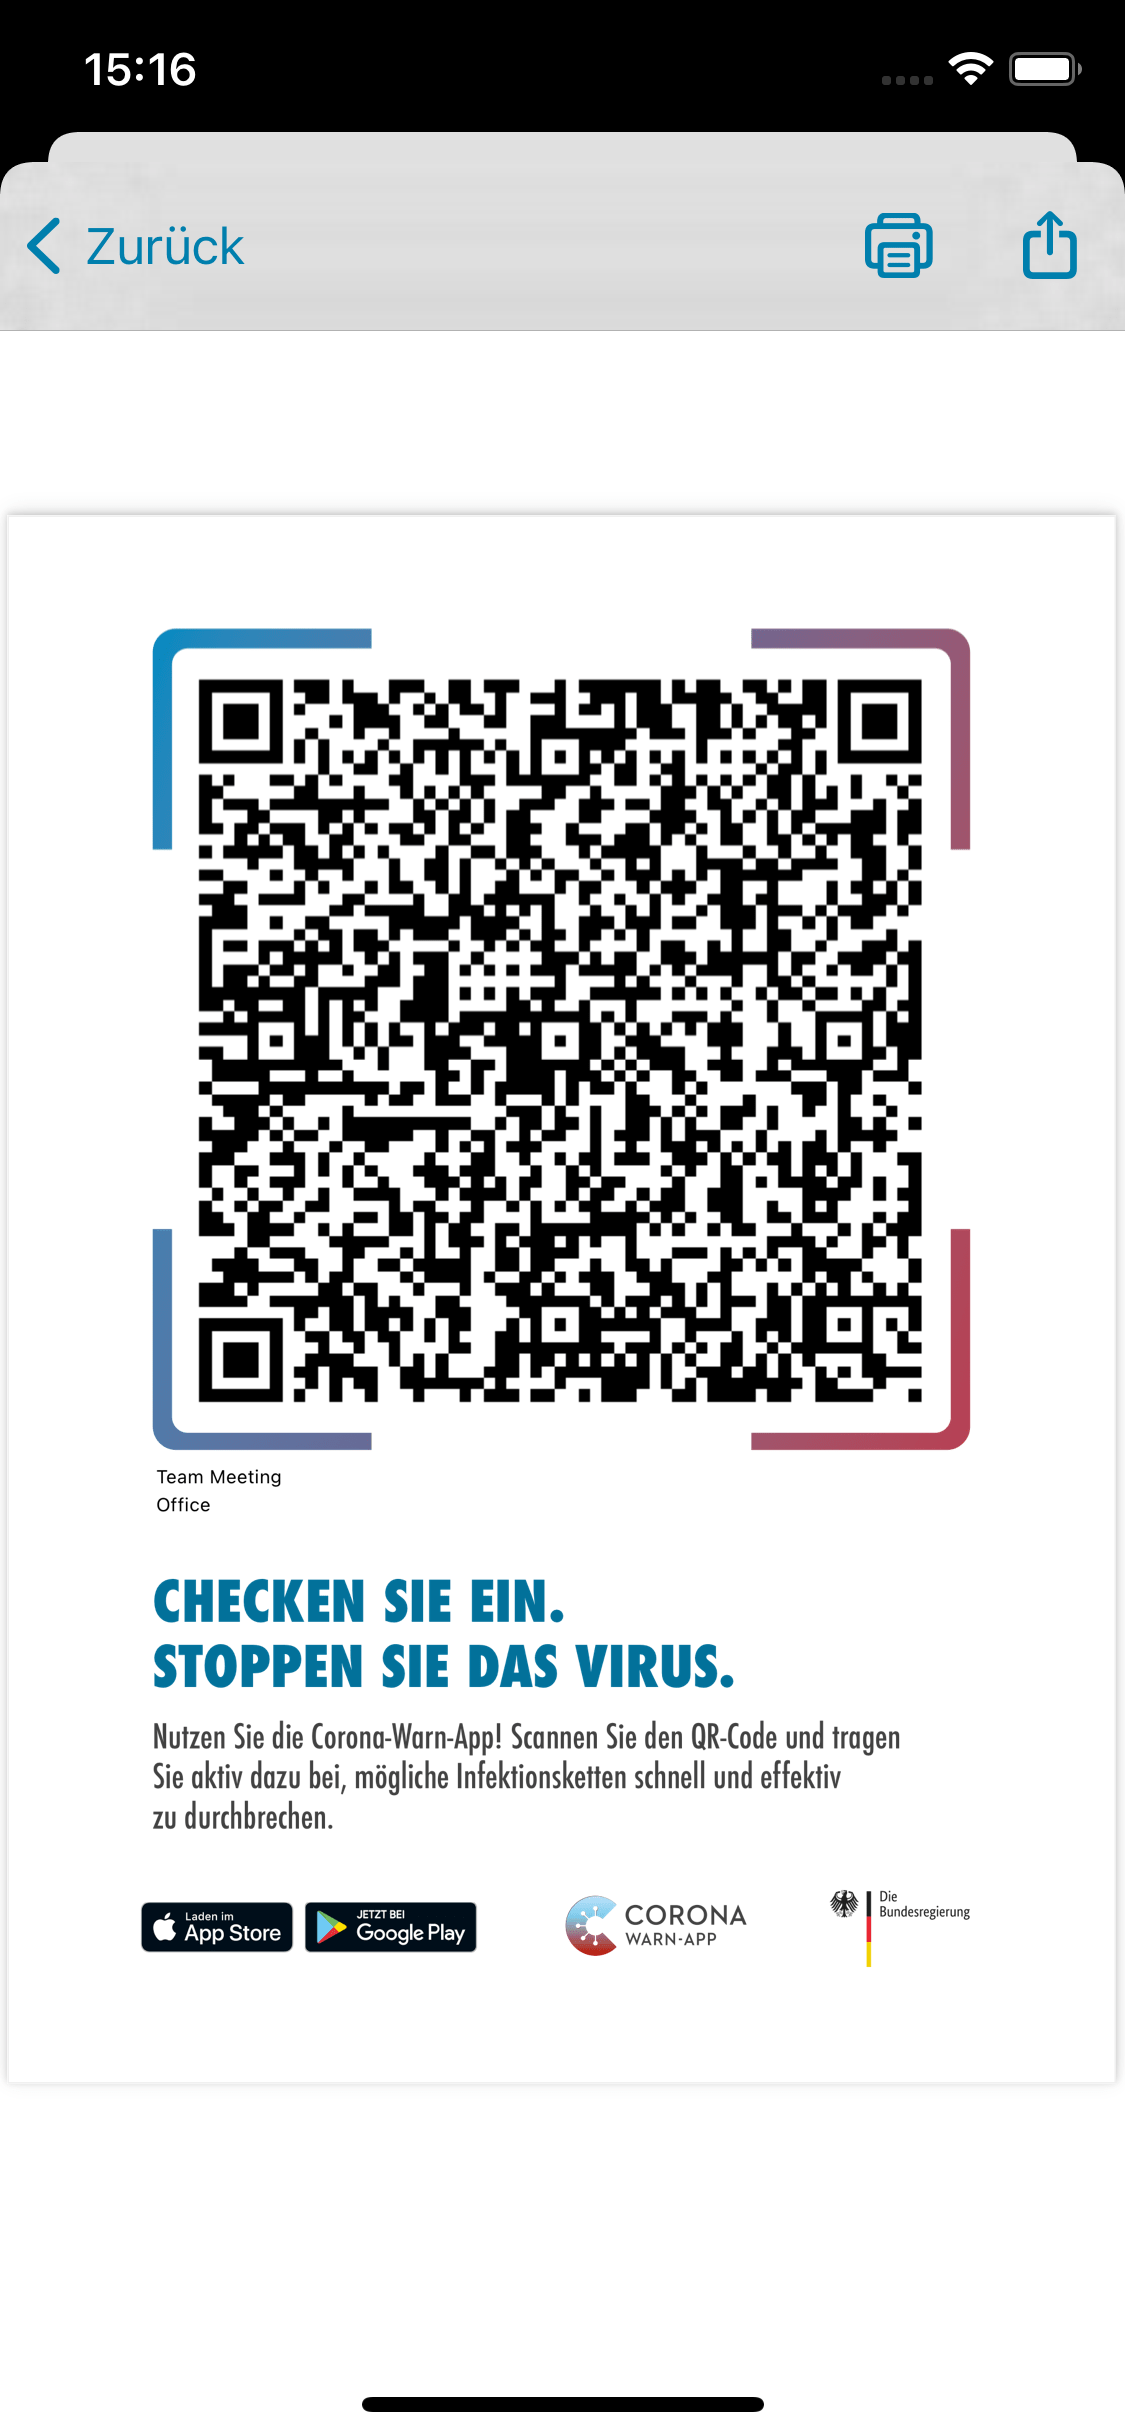 15:16
Zurück
Team Meeting
Office
CHECKEN SIE EIN.
STOPPEN SIE DAS VIRUS.
Nutzen Sie die Corona-Warn-App! Scannen Sie den QR-Code und tragen
Sie aktiv dazu bei, mögliche Infektionsketten schnell und effektiv
zu durchbrechen.
Laden im
App Store
JETZT BEI
Google Play
CORONA
WARN-APP
Die
Bundesregierung